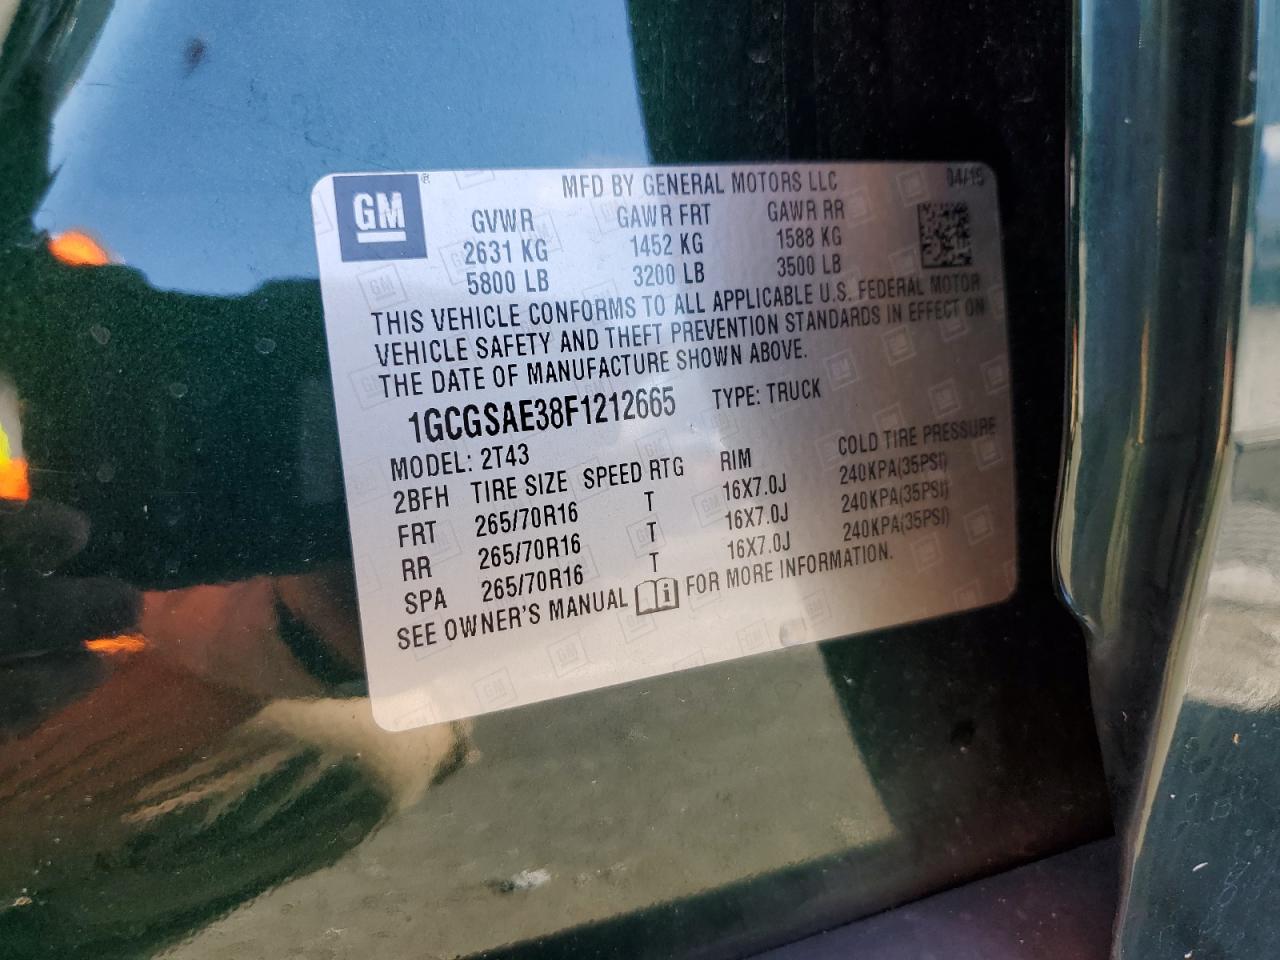 GM ® MFD BY GENERAL MOTORS LLC 04/15
GVWR GAWR FRT GAWR RR
2631 KG 1452 KG 1588 KG
5800 LB 3200 LB 3500 LB
THIS VEHICLE CONFORMS TO ALL APPLICABLE U.S. FEDERAL MOTOR
VEHICLE SAFETY AND THEFT PREVENTION STANDARDS IN EFFECT ON
THE DATE OF MANUFACTURE SHOWN ABOVE.
1GCGSAE38F1212665 TYPE: TRUCK
MODEL: 2T43
2BFH TIRE SIZE SPEED RTG RIM COLD TIRE PRESSURE
FRT 265/70R16 T 16X7.0J 240KPA(35PSI)
RR 265/70R16 T 16X7.0J 240KPA(35PSI)
SPA 265/70R16 T 16X7.0J 240KPA(35PSI)
SEE OWNER'S MANUAL FOR MORE INFORMATION.